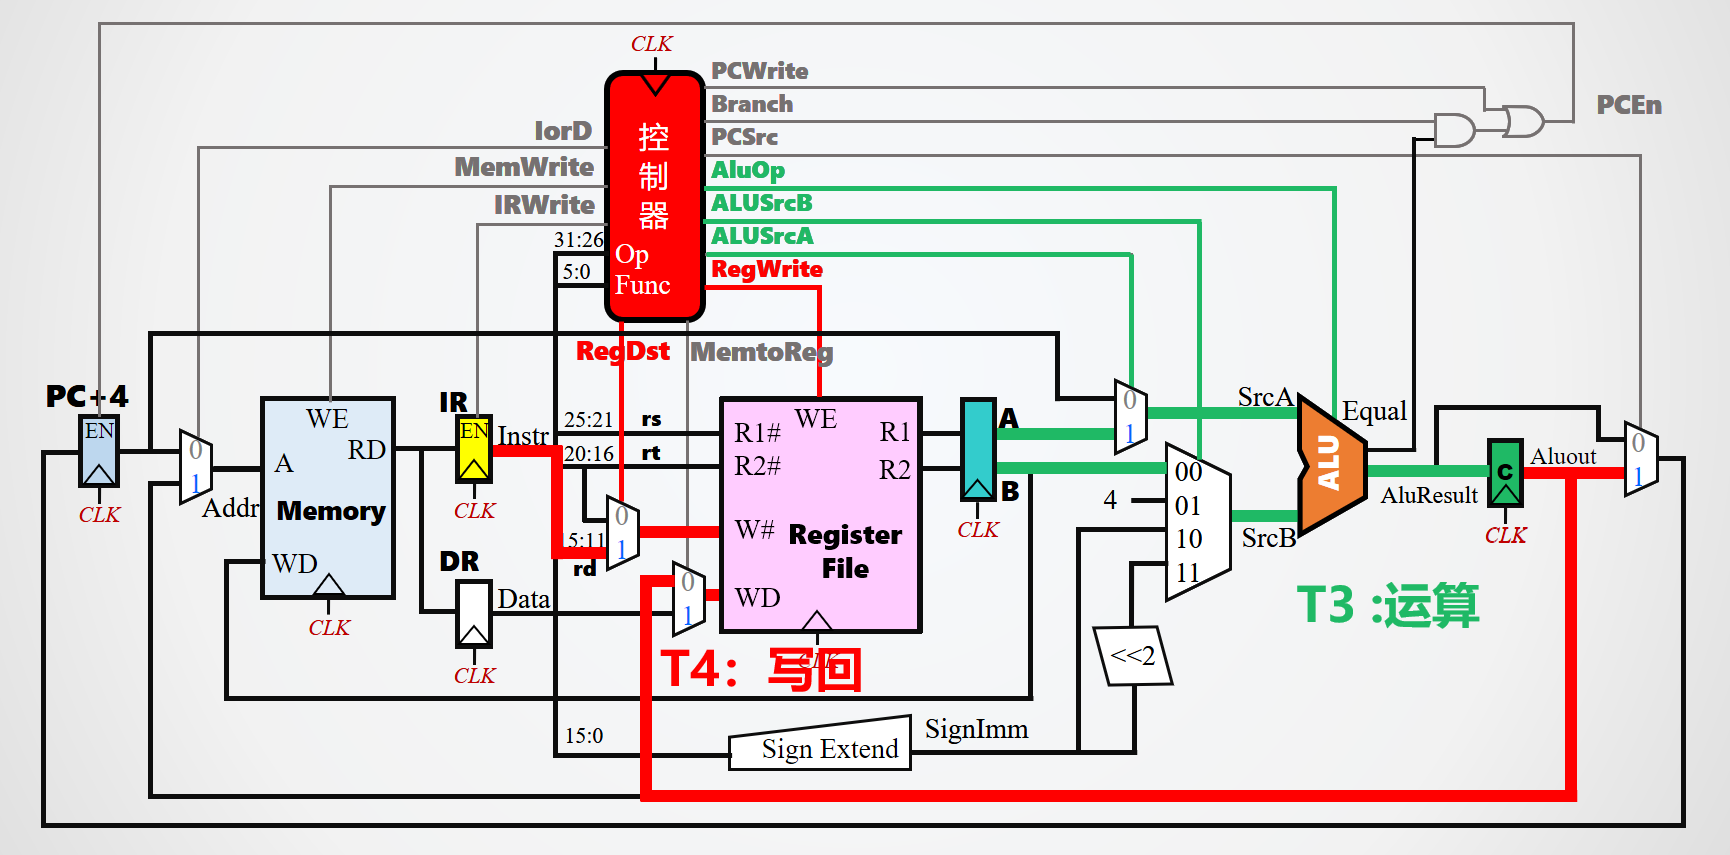 CLK
PCWrite
Branch
PCEn
PCSrc
IorD
MemWrite
IRWrite
控
制
器
AluOp
ALUSrcB
ALUSrcA
RegWrite
31:26
Op
5:0
Func
RegDst
MemtoReg
PC+4
EN
CLK
0
1
Addr
WE
RD
A
Memory
WD
CLK
IR
EN
Instr
CLK
DR
Data
CLK
25:21 rs
20:16 rt
5:11
rd
0
1
0
1
WE
R1#
R1
R2#
R2
W#
Register
File
WD
CLK
A
B
CLK
0
1
SrcA
00
01
10
11
4
SrcB
ALU
Equal
AluResult
C
CLK
Aluout
0
1
T3 :运算
T4：写回
<<2
15:0
Sign Extend
SignImm